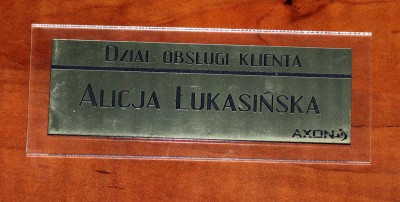 DZIAŁ OBSŁUGI KLIENTA
ALICJA ŁUKASIŃSKA
AXON